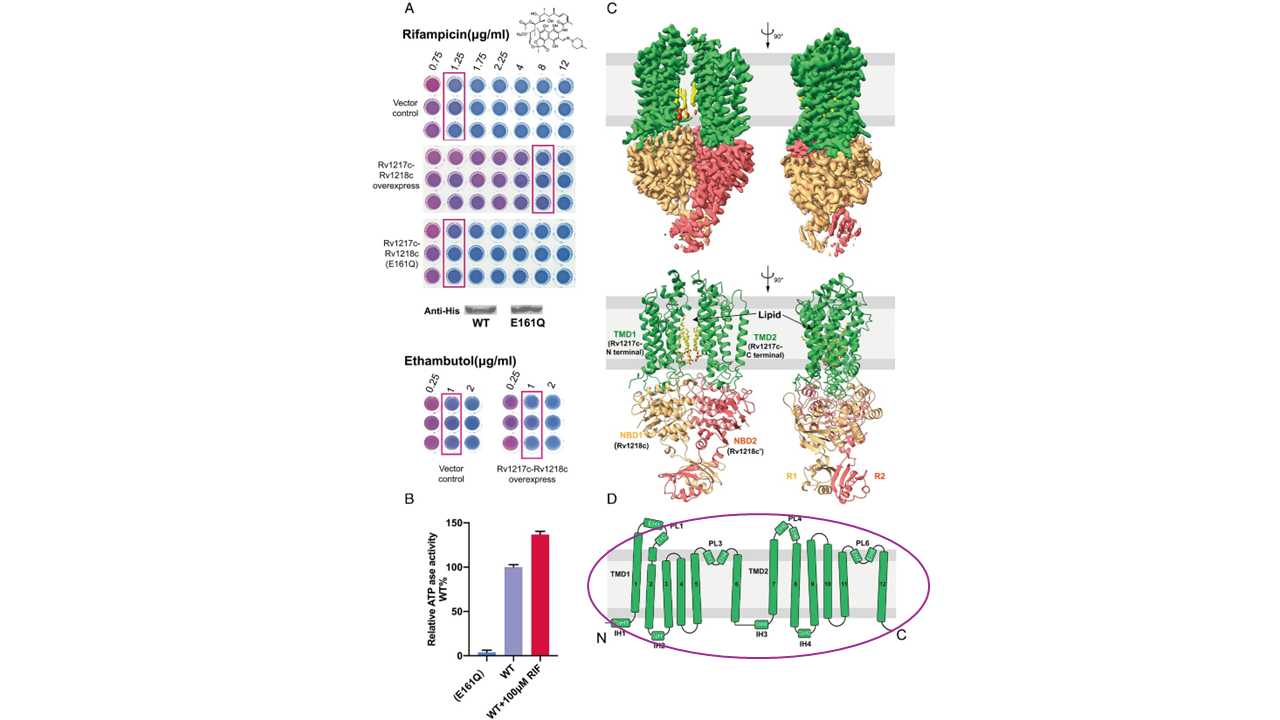 A
Rifampicin(μg/ml)
0.75 1.25 1.75 2.25 4 8 12
Vector
control
Rv1217c-
Rv1218c
overexpress
Rv1217c-
Rv1218c
(E161Q)
Anti-His
WT E161Q
Ethambutol(μg/ml)
0.25 1 2 0.25 1 2
Vector
control
Rv1217c-Rv1218c
overexpress
B
Relative ATP ase activity
WT%
150
100
50
0
(E161Q)
WT
WT+100μM RIF
C
90°
90°
Lipid
TMD1
(Rv1217c-
N terminal)
TMD2
(Rv1217c-
C terminal)
NBD1
(Rv1218c)
NBD2
(Rv1218c')
R1 R2
D
PL1 PL3 PL4 PL6
TMD1 TMD2
1 2 3 4 5 6 7 8 9 10 11 12
N IH1 IH2 IH3 IH4 C